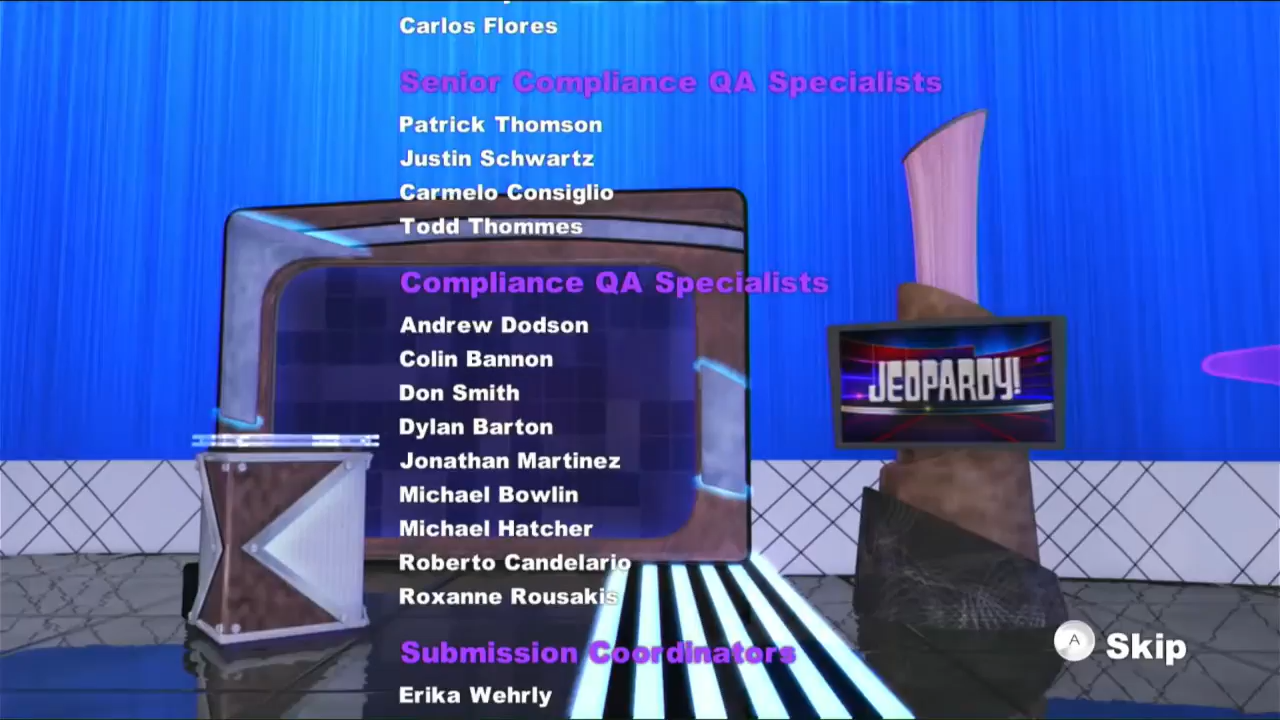 Carlos Flores
Senior Compliance QA Specialists
Patrick Thomson
Justin Schwartz
Carmelo Consiglio
Todd Thommes
Compliance QA Specialists
Andrew Dodson
Colin Bannon
Don Smith
Dylan Barton
JEOPARDY!
Jonathan Martinez
Michael Bowlin
Michael Hatcher
Roberto Candelario
Roxanne Rousakis
Submission Coordinators
A Skip
Erika Wehrly